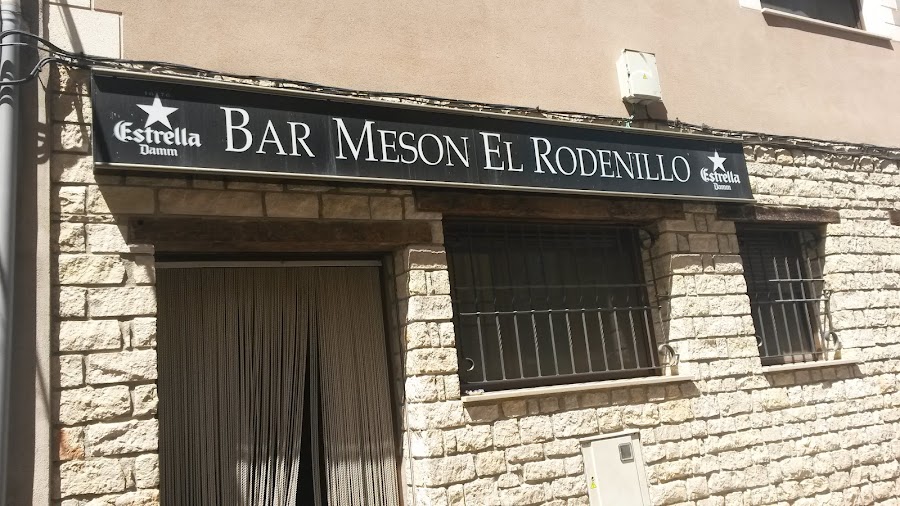 Estrella
Damm
BAR MESON EL RODENILLO
Estrella
Damm